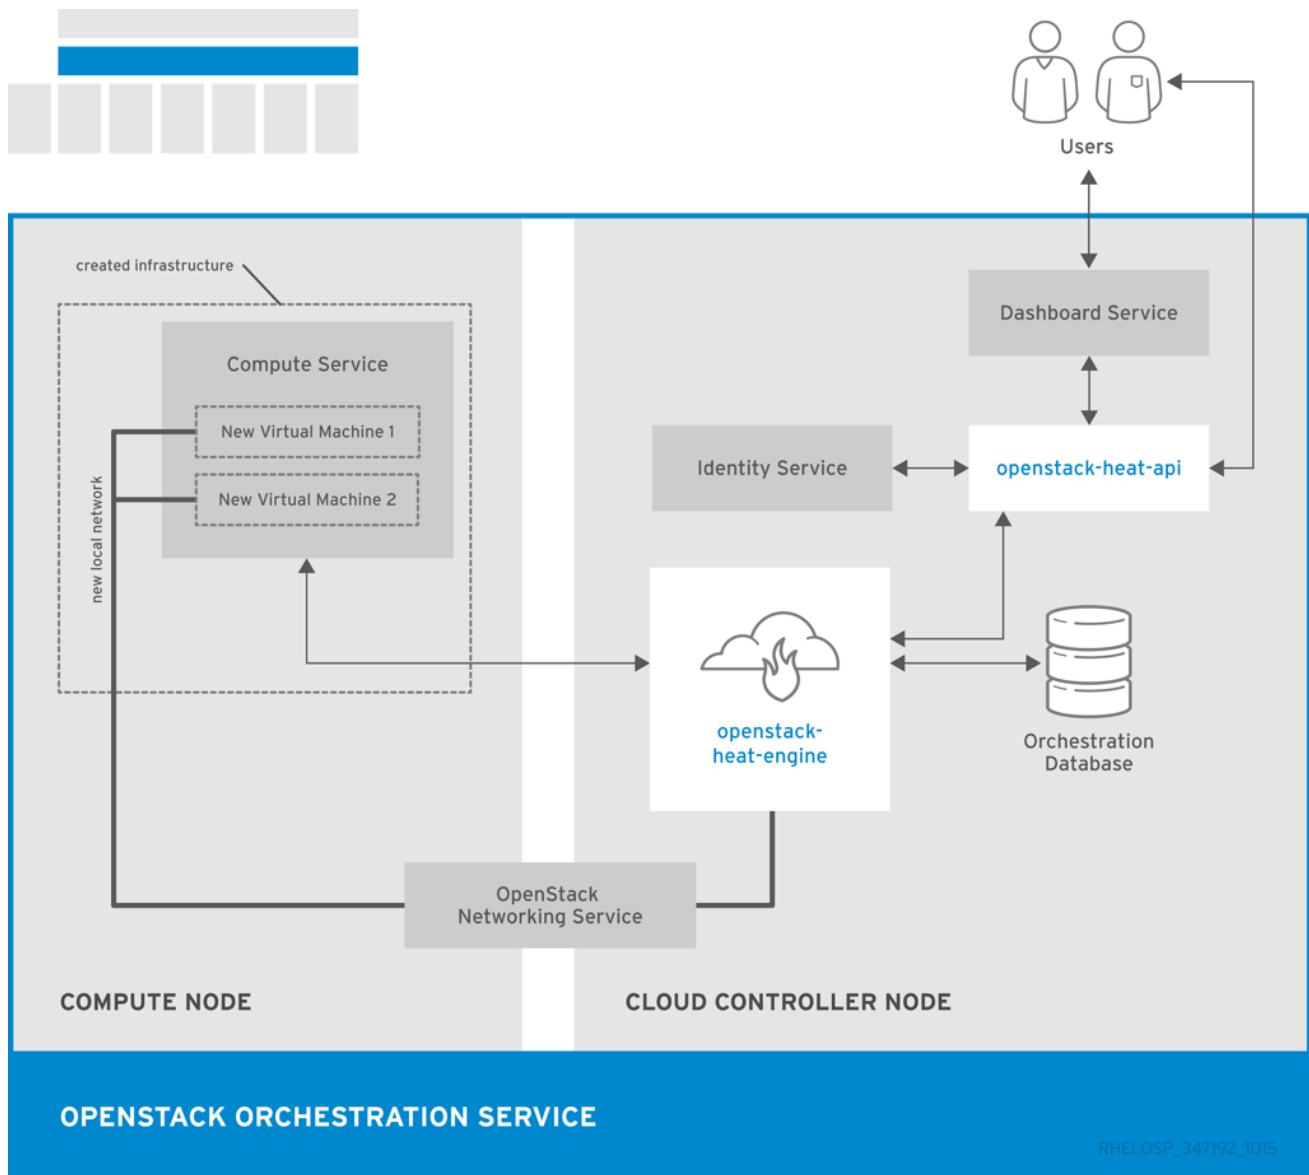 Users
created infrastructure
Dashboard Service
Compute Service
New Virtual Machine 1
Identity Service
openstack-heat-api
New Virtual Machine 2
new local network
openstack-
heat-engine
Orchestration
Database
OpenStack
Networking Service
COMPUTE NODE
CLOUD CONTROLLER NODE
OPENSTACK ORCHESTRATION SERVICE
RHELOSP_347192_1015